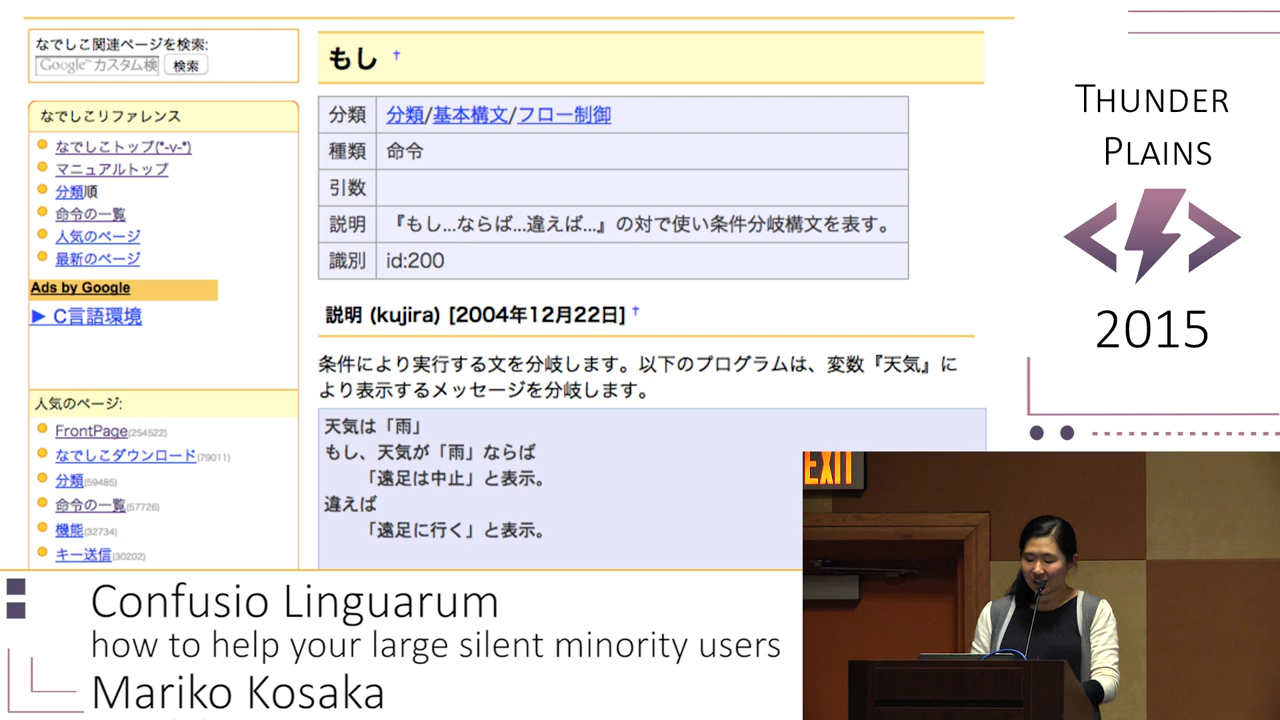 なでしこ関連ページを検索:
Google™ カスタム検
検索
なでしこリファレンス
なでしこトップ(*-v-*)
マニュアルトップ
分類順
命令の一覧
人気のページ
最新のページ
Ads by Google
► C言語環境
人気のページ:
FrontPage(254522)
なでしこダウンロード(79011)
分類(59485)
命令の一覧(57726)
機能(32734)
キー送信(30202)
もし †
分類 分類/基本構文/フロー制御
種類 命令
引数
説明 『もし...ならば...違えば...』の対で使い条件分岐構文を表す。
識別 id:200
説明 (kujira) [2004年12月22日] †
条件により実行する文を分岐します。以下のプログラムは、変数『天気』に
より表示するメッセージを分岐します。
天気は「雨」
もし、天気が「雨」ならば
「遠足は中止」と表示。
違えば
「遠足に行く」と表示。
THUNDER
PLAINS
2015
EXIT
Confusio Linguarum
how to help your large silent minority users
Mariko Kosaka